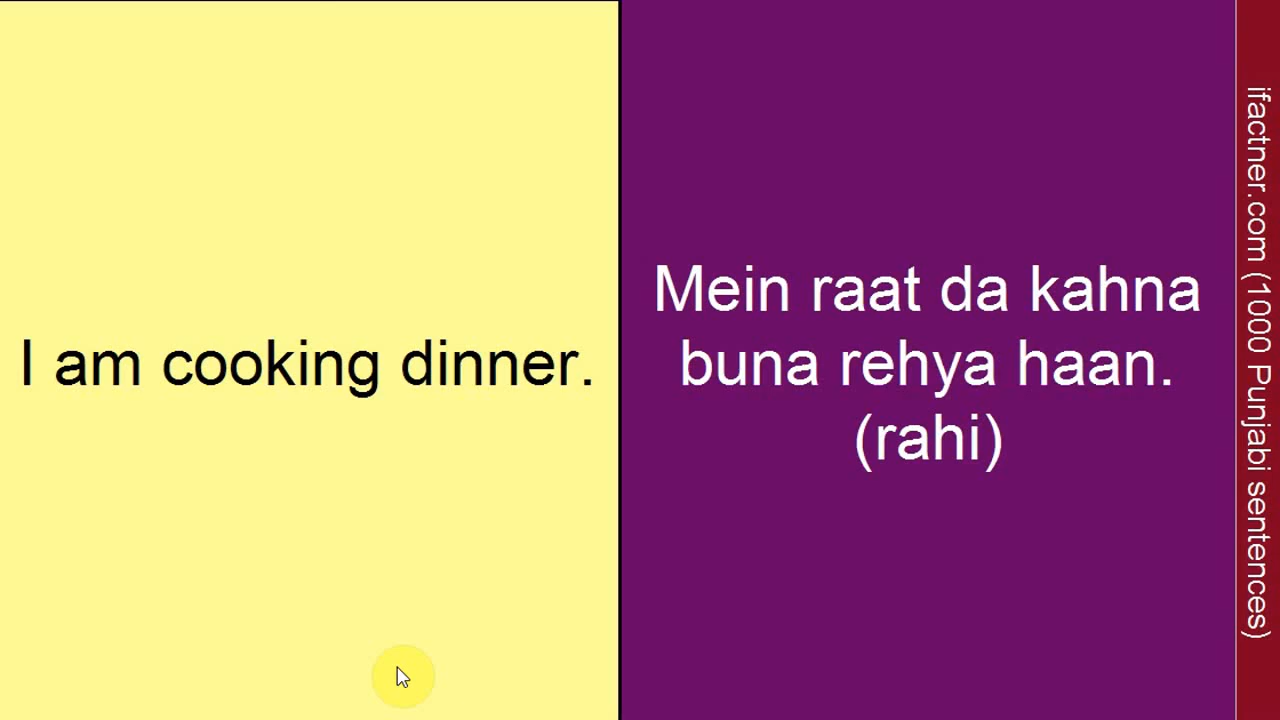 I am cooking dinner.
Mein raat da kahna
buna rehya haan.
(rahi)
ifactner.com (1000 Punjabi sentences)